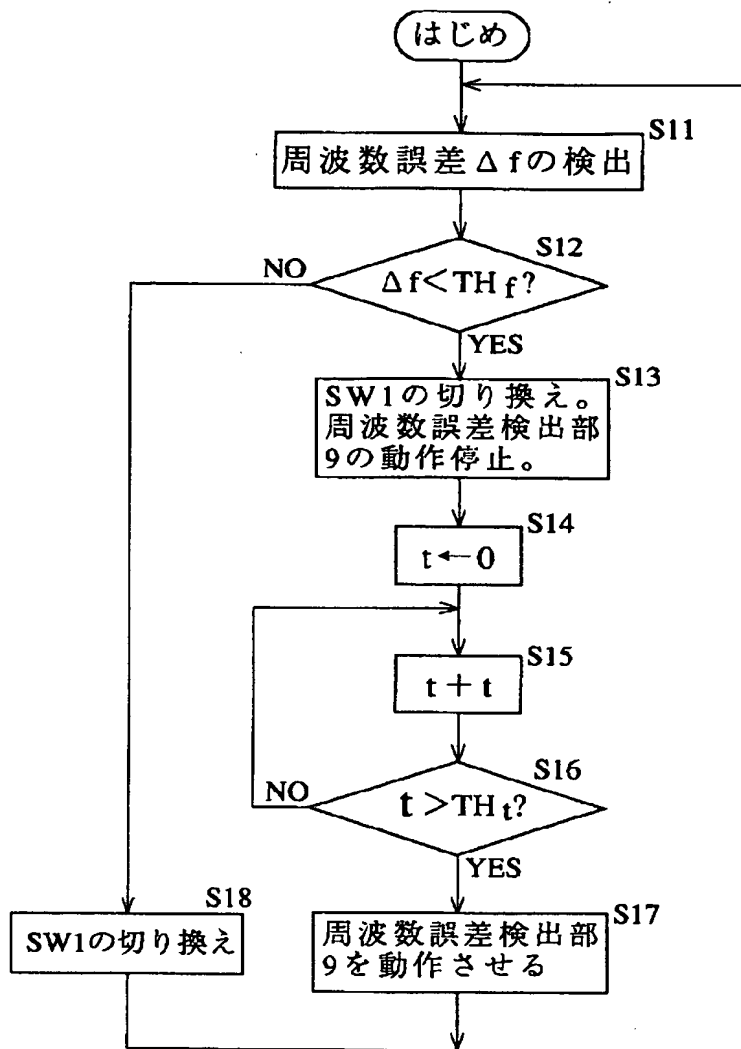 はじめ
S11
周波数誤差Δfの検出
S12
NO
Δf<THf?
YES
S13
SW1の切り換え。
周波数誤差検出部
9の動作停止。
S14
t←0
S15
t+t
S16
NO
t>THt?
YES
S18
SW1の切り換え
S17
周波数誤差検出部
9を動作させる